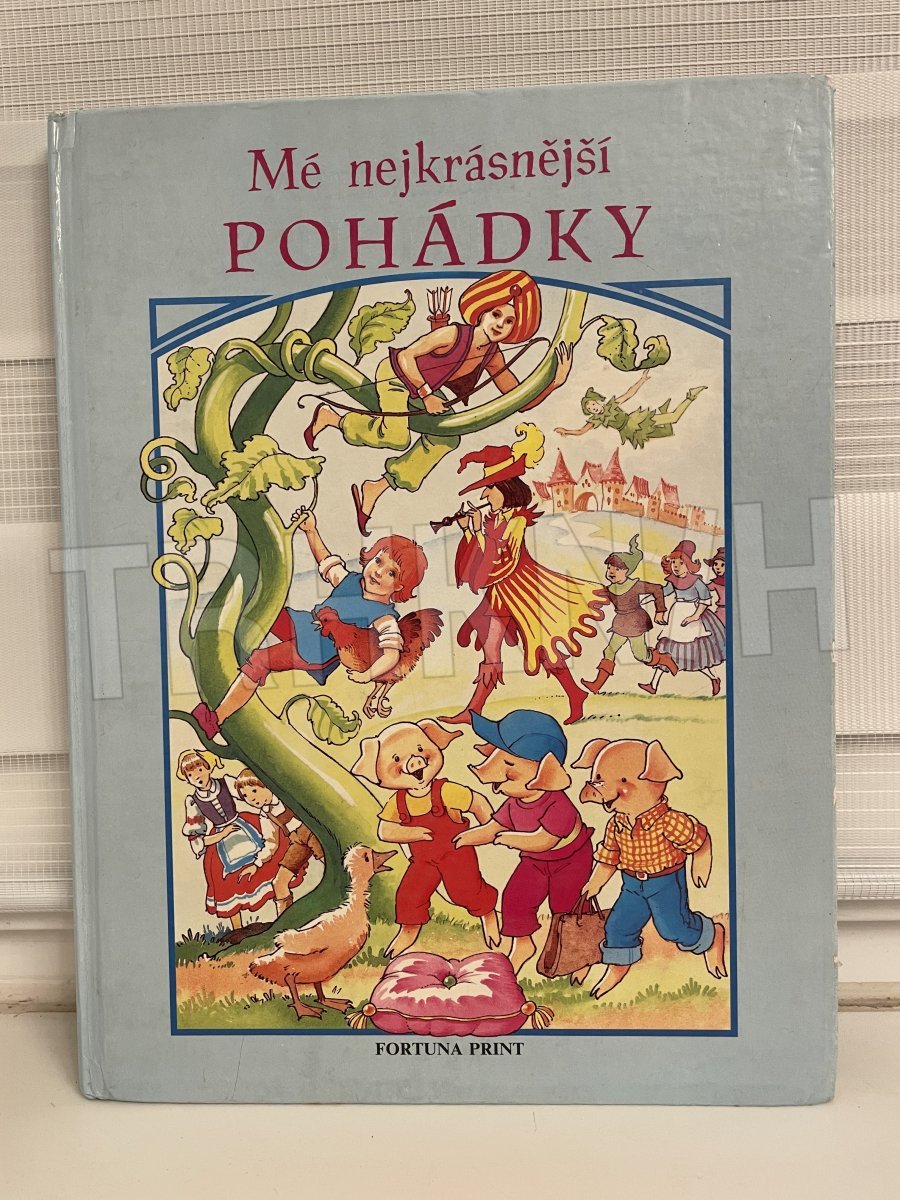 Mé nejkrásnější
POHÁDKY
FORTUNA PRINT